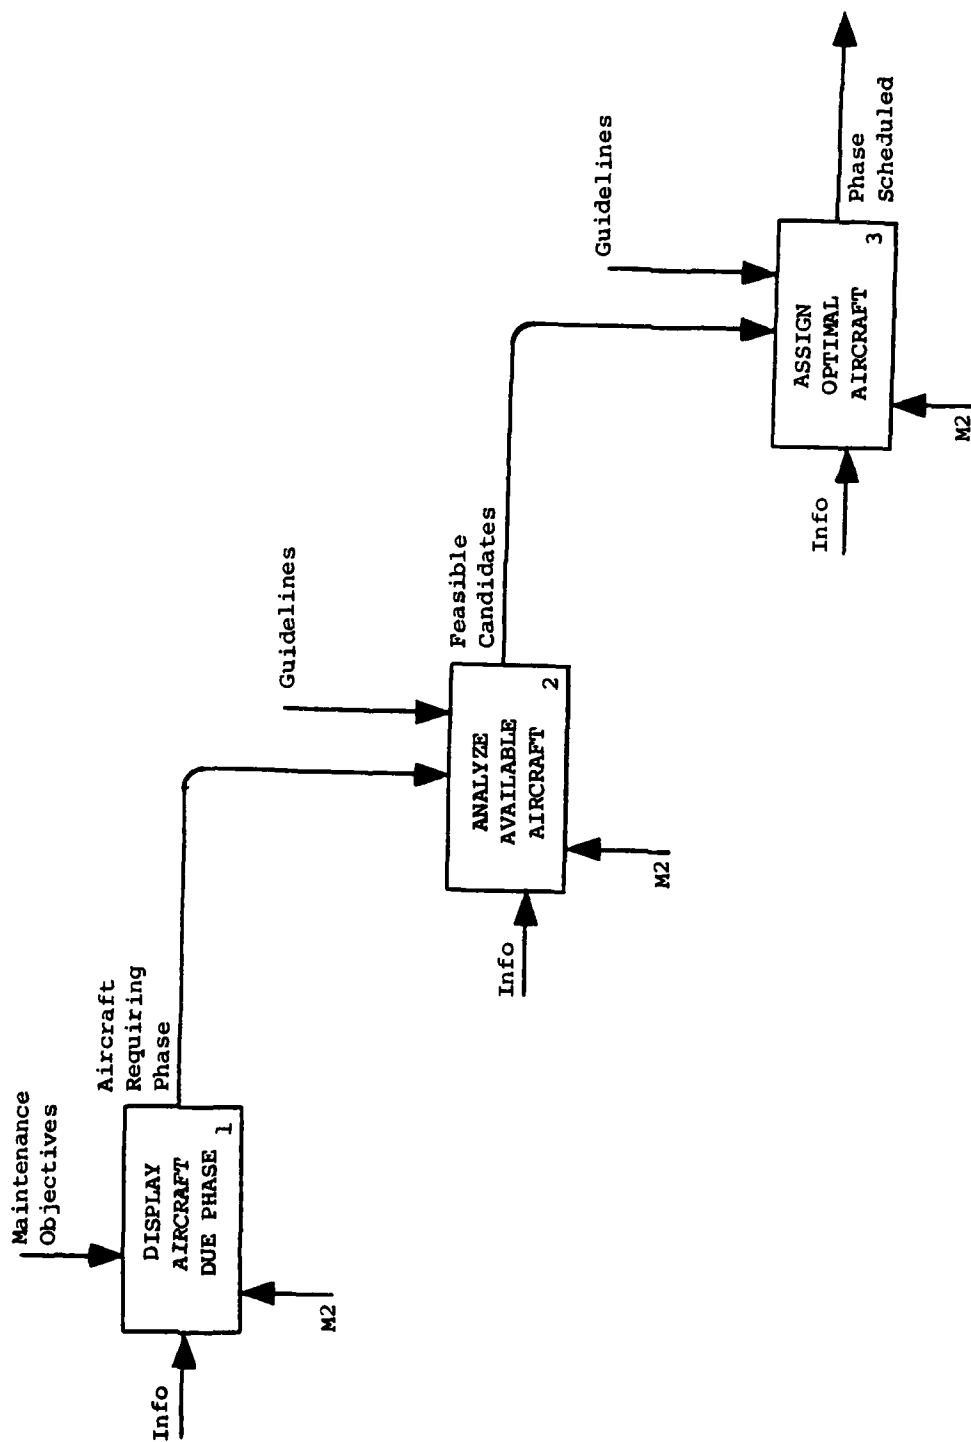 Maintenance
Objectives
Info
DISPLAY
AIRCRAFT
DUE PHASE
1
M2
Aircraft
Requiring
Phase
Guidelines
Info
ANALYZE
AVAILABLE
AIRCRAFT
2
M2
Feasible
Candidates
Guidelines
Info
ASSIGN
OPTIMAL
AIRCRAFT
3
M2
Phase
Scheduled